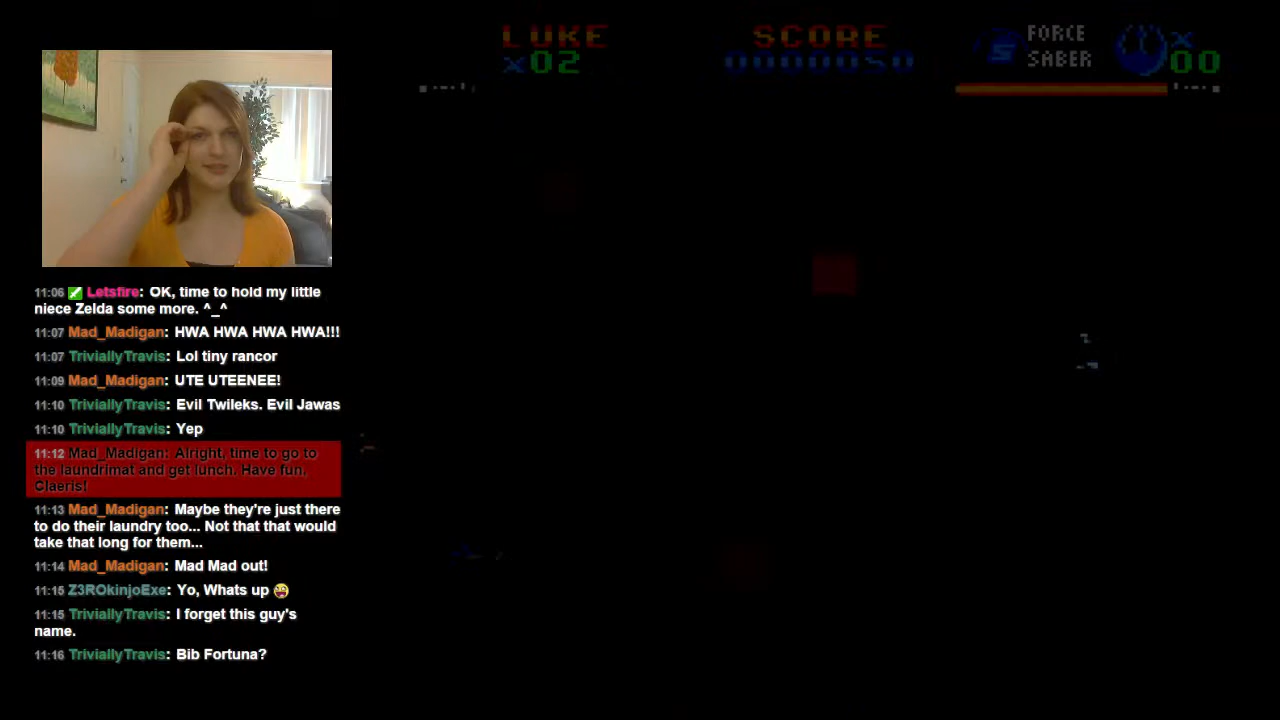 LUKE
x02
SCORE
0000050
FORCE
SABER
x
00
11:06 Letsfire: OK, time to hold my little
niece Zelda some more. ^_^
11:07 Mad_Madigan: HWA HWA HWA HWA!!!
11:07 TriviallyTravis: Lol tiny rancor
11:09 Mad_Madigan: UTE UTEENEE!
11:10 TriviallyTravis: Evil Twileks. Evil Jawas
11:10 TriviallyTravis: Yep
11:12 Mad_Madigan: Alright, time to go to
the laundrimat and get lunch. Have fun,
Claeris!
11:13 Mad_Madigan: Maybe they're just there
to do their laundry too... Not that that would
take that long for them...
11:14 Mad_Madigan: Mad Mad out!
11:15 Z3ROkinjoExe: Yo, Whats up
11:15 TriviallyTravis: I forget this guy's
name.
11:16 TriviallyTravis: Bib Fortuna?